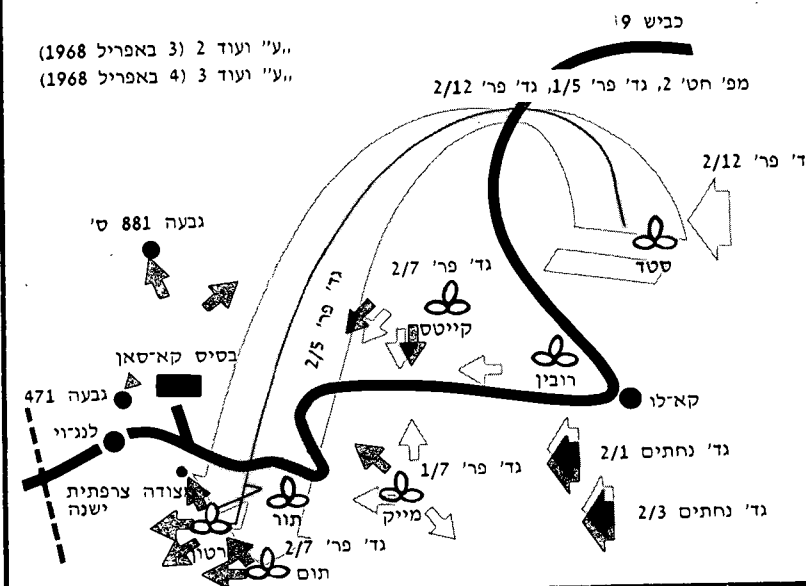 כביש 9
,,ע'' ועוד 2 (3 באפריל 1968)
,,ע'' ועוד 3 (4 באפריל 1968)
מפ' חט' 2, גד' פר' 1/5, גד' פר' 2/12
גד' פר' 2/12
גבעה 881 ס'
סטד
גד' פר' 2/7
קייטס
גד' פר' 2/5
בסיס קא-סאן
רובין
גבעה 471
קא-לו
לנג-וי
גד' נחתים 2/1
גד' פר' 1/7
מצודה צרפתית
ישנה
מייק
תור
גד' נחתים 2/3
רטון
גד' פר' 2/7
תום